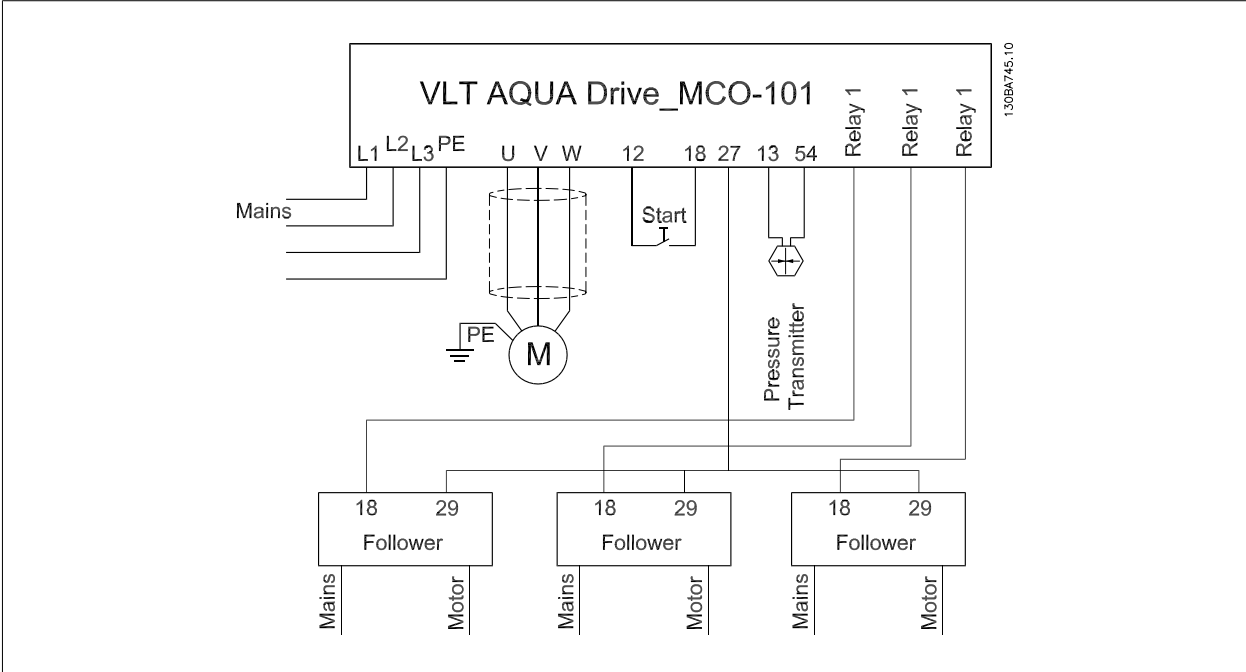 VLT AQUA Drive_MCO-101
130BA745.10
Relay 1
Relay 1
Relay 1
L1 L2 L3 PE U V W 12 18 27 13 54
Mains
Start
PE
M
Pressure
Transmitter
18 29
Follower
Mains
Motor
18 29
Follower
Mains
Motor
18 29
Follower
Mains
Motor